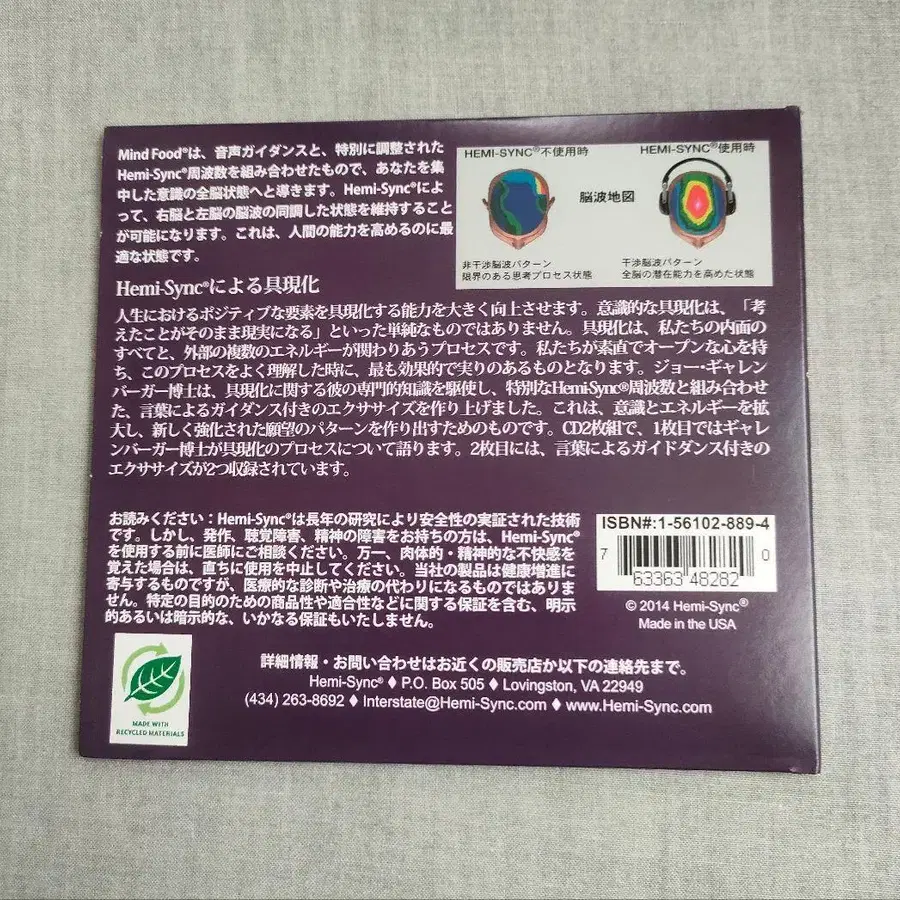 Mind Food®は、音声ガイダンスと、特別に調整された
Hemi-Sync®周波数を組み合わせたもので、あなたを集
中した意識の全脳状態へと導きます。Hemi-Sync®によ
って、右脳と左脳の脳波の同調した状態を維持すること
が可能になります。これは、人間の能力を高めるのに最
適な状態です。
HEMI-SYNC®不使用時
HEMI-SYNC®使用時
脳波地図
非干渉脳波パターン
限界のある思考プロセス状態
干渉脳波パターン
全脳の潜在能力を高めた状態
Hemi-Sync®による具現化
人生におけるポジティブな要素を具現化する能力を大きく向上させます。意識的な具現化は、「考
えたことがそのまま現実になる」といった単純なものではありません。具現化は、私たちの内面の
すべてと、外部の複数のエネルギーが関わりあうプロセスです。私たちが素直でオープンな心を持
ち、このプロセスをよく理解した時に、最も効果的で実りのあるものとなります。ジョー・ギャレン
バーガー博士は、具現化に関する彼の専門的知識を駆使し、特別なHemi-Sync®周波数と組み合わせ
た、言葉によるガイダンス付きのエクササイズを作り上げました。これは、意識とエネルギーを拡
大し、新しく強化された願望のパターンを作り出すためのものです。CD2枚組で、1枚目ではギャレ
ンバーガー博士が具現化のプロセスについて語ります。2枚目には、言葉によるガイドダンス付きの
エクササイズが2つ収録されています。
お読みください：Hemi-Sync®は長年の研究により安全性の実証された技術
です。しかし、発作、聴覚障害、精神の障害をお持ちの方は、Hemi-Sync®
を使用する前に医師にご相談ください。万一、肉体的・精神的な不快感を
覚えた場合は、直ちに使用を中止してください。当社の製品は健康増進に
寄与するものですが、医療的な診断や治療の代わりになるものではありま
せん。特定の目的のための商品性や適合性などに関する保証を含む、明示
的あるいは暗示的な、いかなる保証もいたしません。
ISBN#:1-56102-889-4
7 63363 48282 0
© 2014 Hemi-Sync®
Made in the USA
MADE WITH
RECYCLED MATERIALS
詳細情報・お問い合わせはお近くの販売店か以下の連絡先まで。
Hemi-Sync® ♦ P.O. Box 505 ♦ Lovingston, VA 22949
(434) 263-8692 ♦ Interstate@Hemi-Sync.com ♦ www.Hemi-Sync.com